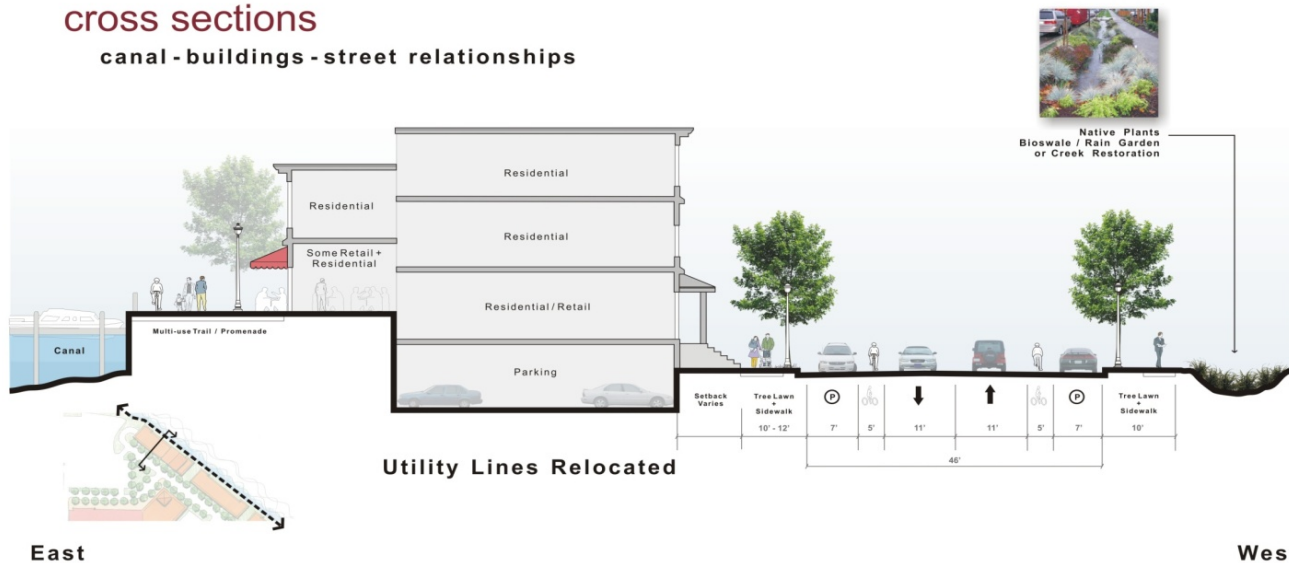 cross sections
canal - buildings - street relationships
Native Plants
Bioswale / Rain Garden
or Creek Restoration
Residential
Residential
Residential
Some Retail +
Residential
Residential / Retail
Multi-use Trail / Promenade
Canal
Parking
Setback
Varies
Tree Lawn
+
Sidewalk
10' - 12'
P
7'
5'
11'
11'
5'
P
7'
Tree Lawn
+
Sidewalk
10'
46'
Utility Lines Relocated
East
Wes